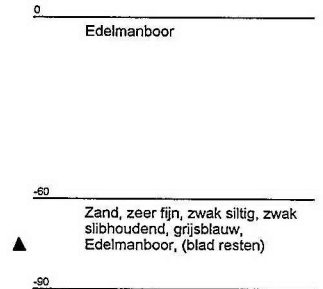 0
Edelmanboor
-60
Zand, zeer fijn, zwak siltig, zwak
slibhoudend, grijsblauw,
Edelmanboor, (blad resten)
-90